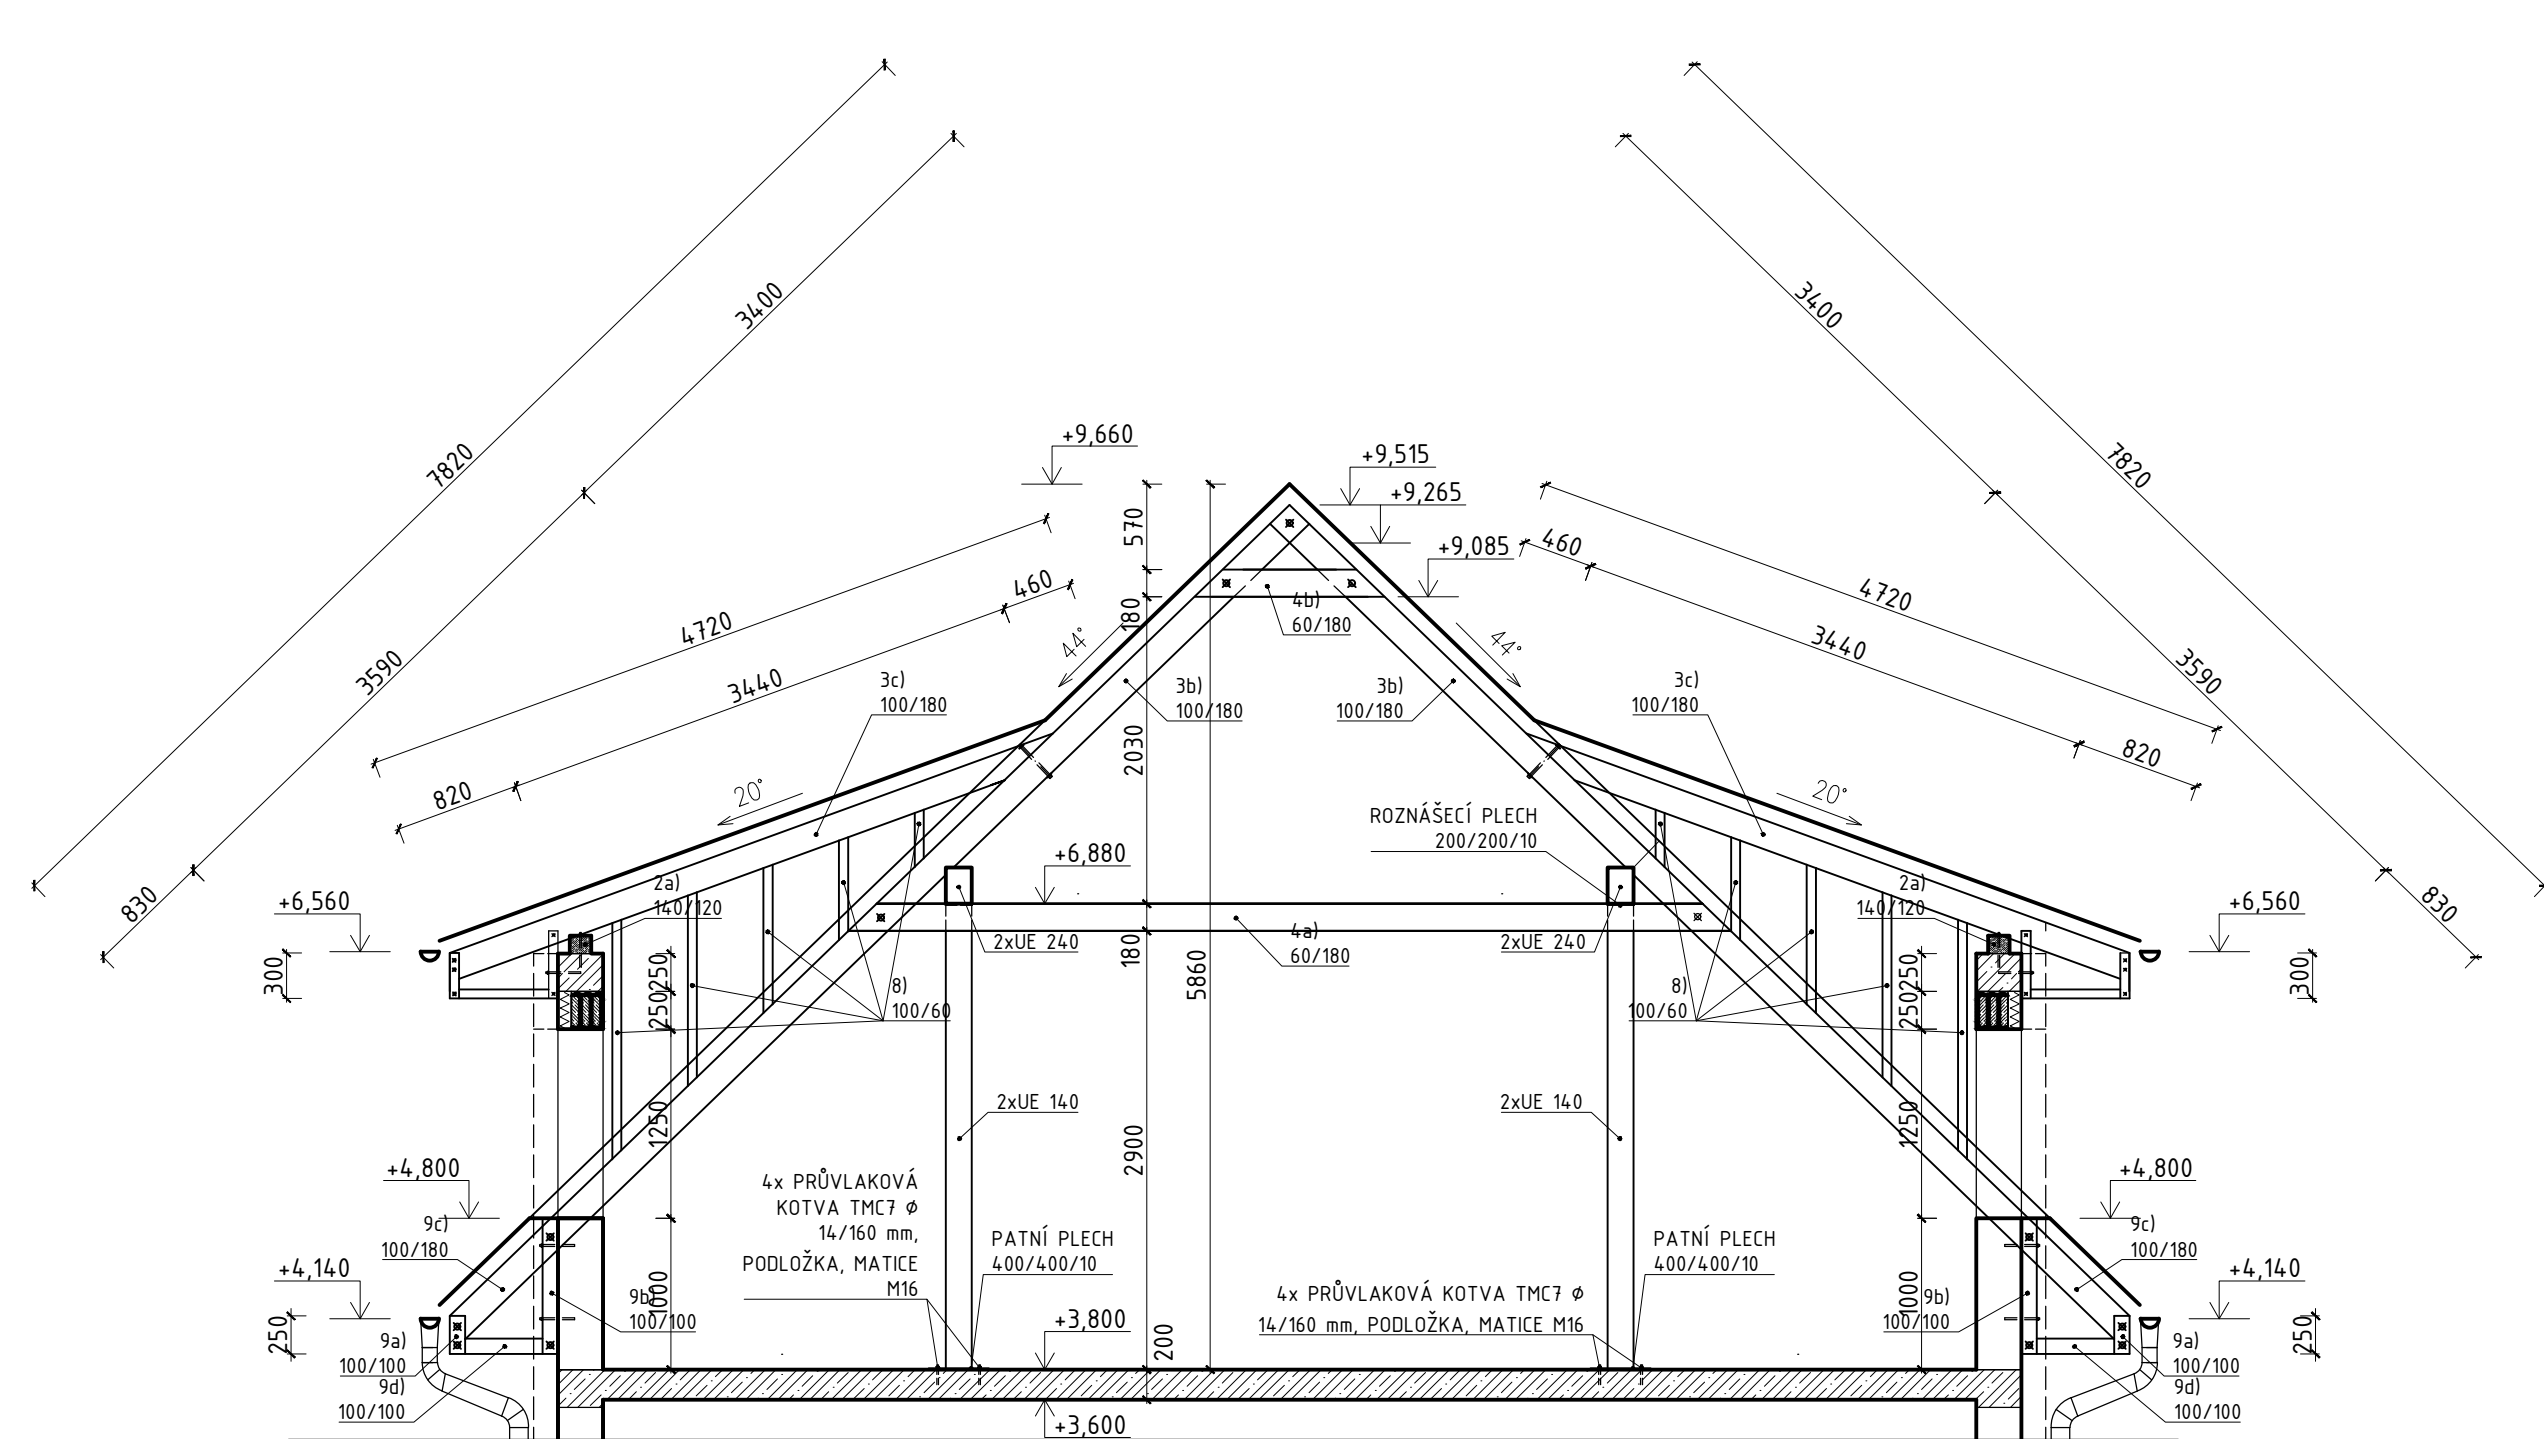 +9,660
+9,515
+9,265
+9,085
3400
3400
7820
7820
570
460
460
4720
4720
180
4b)
60/180
44°
44°
3590
3590
3440
3440
3c)
100/180
3b)
100/180
3b)
100/180
3c)
100/180
2030
820
820
20°
20°
ROZNÁŠECÍ PLECH
200/200/10
+6,880
830
830
+6,560
+6,560
2a)
140/120
2a)
140/120
4a)
60/180
2xUE 240
2xUE 240
180
5860
300
300
250
250
250
250
8)
100/60
8)
100/60
2xUE 140
2xUE 140
1250
1250
2900
+4,800
+4,800
4x PRŮVLAKOVÁ
KOTVA TMC7 ϕ
14/160 mm,
PODLOŽKA, MATICE
M16
9c)
100/180
9c)
100/180
PATNÍ PLECH
400/400/10
PATNÍ PLECH
400/400/10
+4,140
+4,140
9b)
100/100
9b)
100/100
1000
1000
4x PRŮVLAKOVÁ KOTVA TMC7 ϕ
14/160 mm, PODLOŽKA, MATICE M16
+3,800
200
250
250
9a)
100/100
9a)
100/100
9d)
100/100
9d)
100/100
+3,600